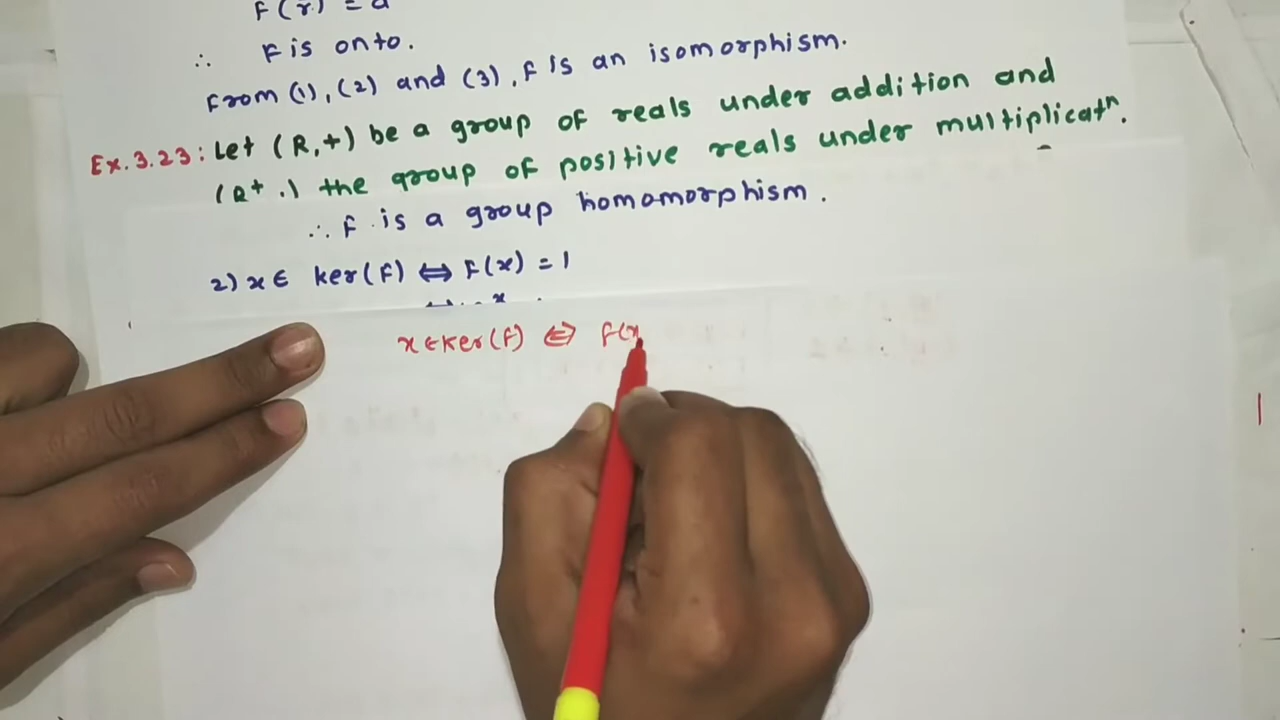 F(r) = a
∴ F is onto.
From (1), (2) and (3), F is an isomorphism.
Ex.3.23: Let (R,+) be a group of reals under addition and
(R⁺ .) the group of positive reals under multiplicatⁿ.
∴ F is a group homomorphism.
2) x ∈ ker(F) ⇔ F(x) = 1
x ∈ ker(F) ⇔ F(x